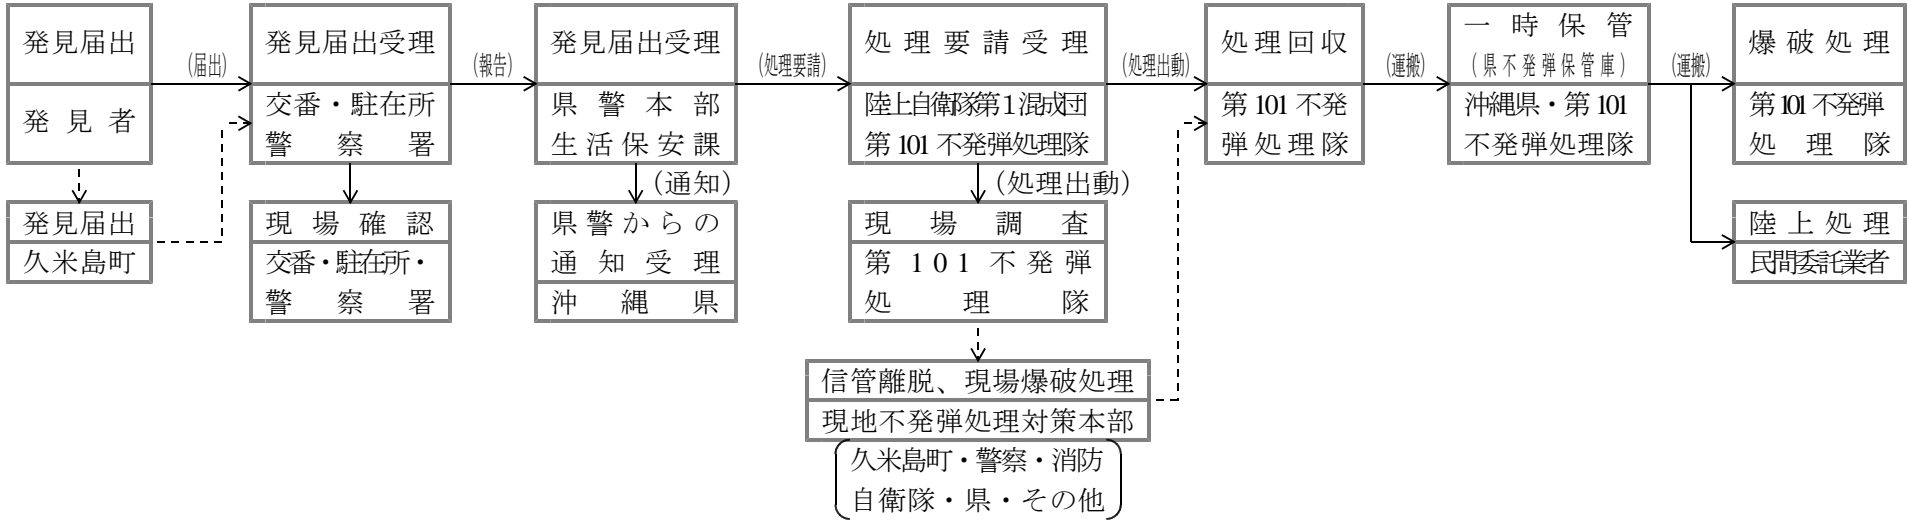 発見届出
発見者
(届出)
発見届出受理
交番・駐在所
警察署
(報告)
発見届出受理
県警本部
生活保安課
(処理要請)
処理要請受理
陸上自衛隊第1混成団
第101不発弾処理隊
(処理出動)
処理回収
第101不発
弾処理隊
(運搬)
一時保管
(県不発弾保管庫)
沖縄県・第101
不発弾処理隊
(運搬)
爆破処理
第101不発弾
処理隊
発見届出
久米島町
現場確認
交番・駐在所・
警察署
(通知)
県警からの
通知受理
沖縄県
(処理出動)
現場調査
第101不発弾
処理隊
陸上処理
民間委託業者
信管離脱、現場爆破処理
現地不発弾処理対策本部
久米島町・警察・消防
自衛隊・県・その他